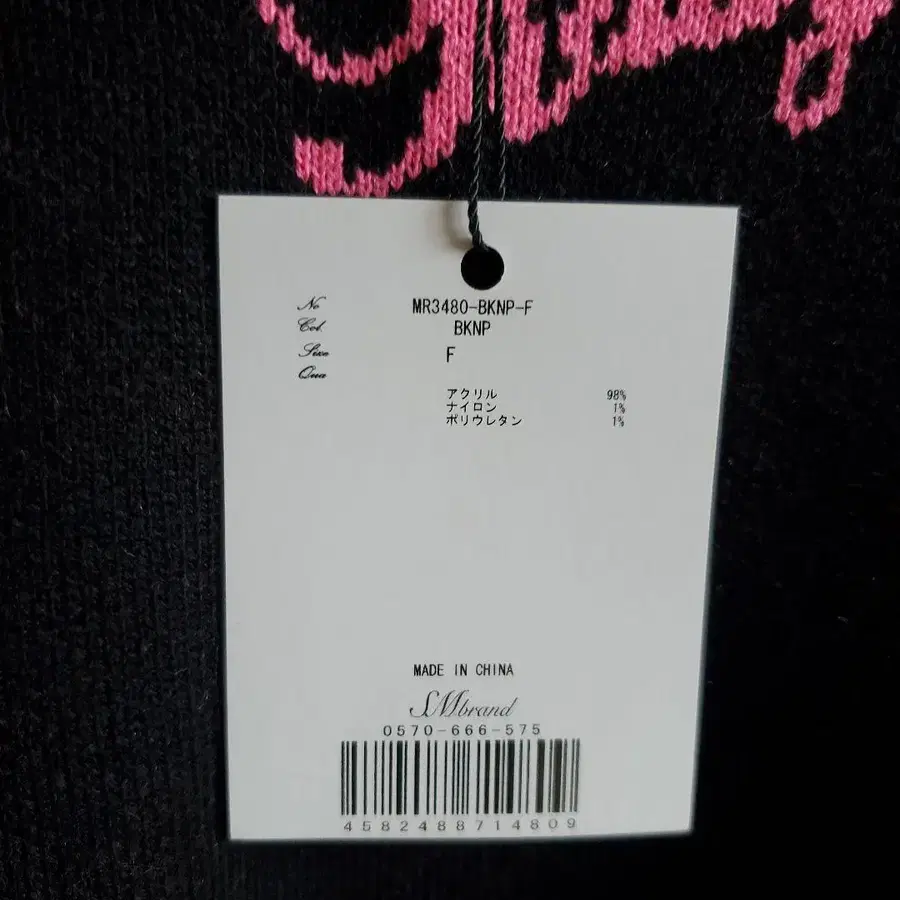 No MR3480-BKNP-F
Col. BKNP
Size F
Qua
アクリル 98%
ナイロン 1%
ポリウレタン 1%
MADE IN CHINA
SMbrand
0570-666-575
4582488714809